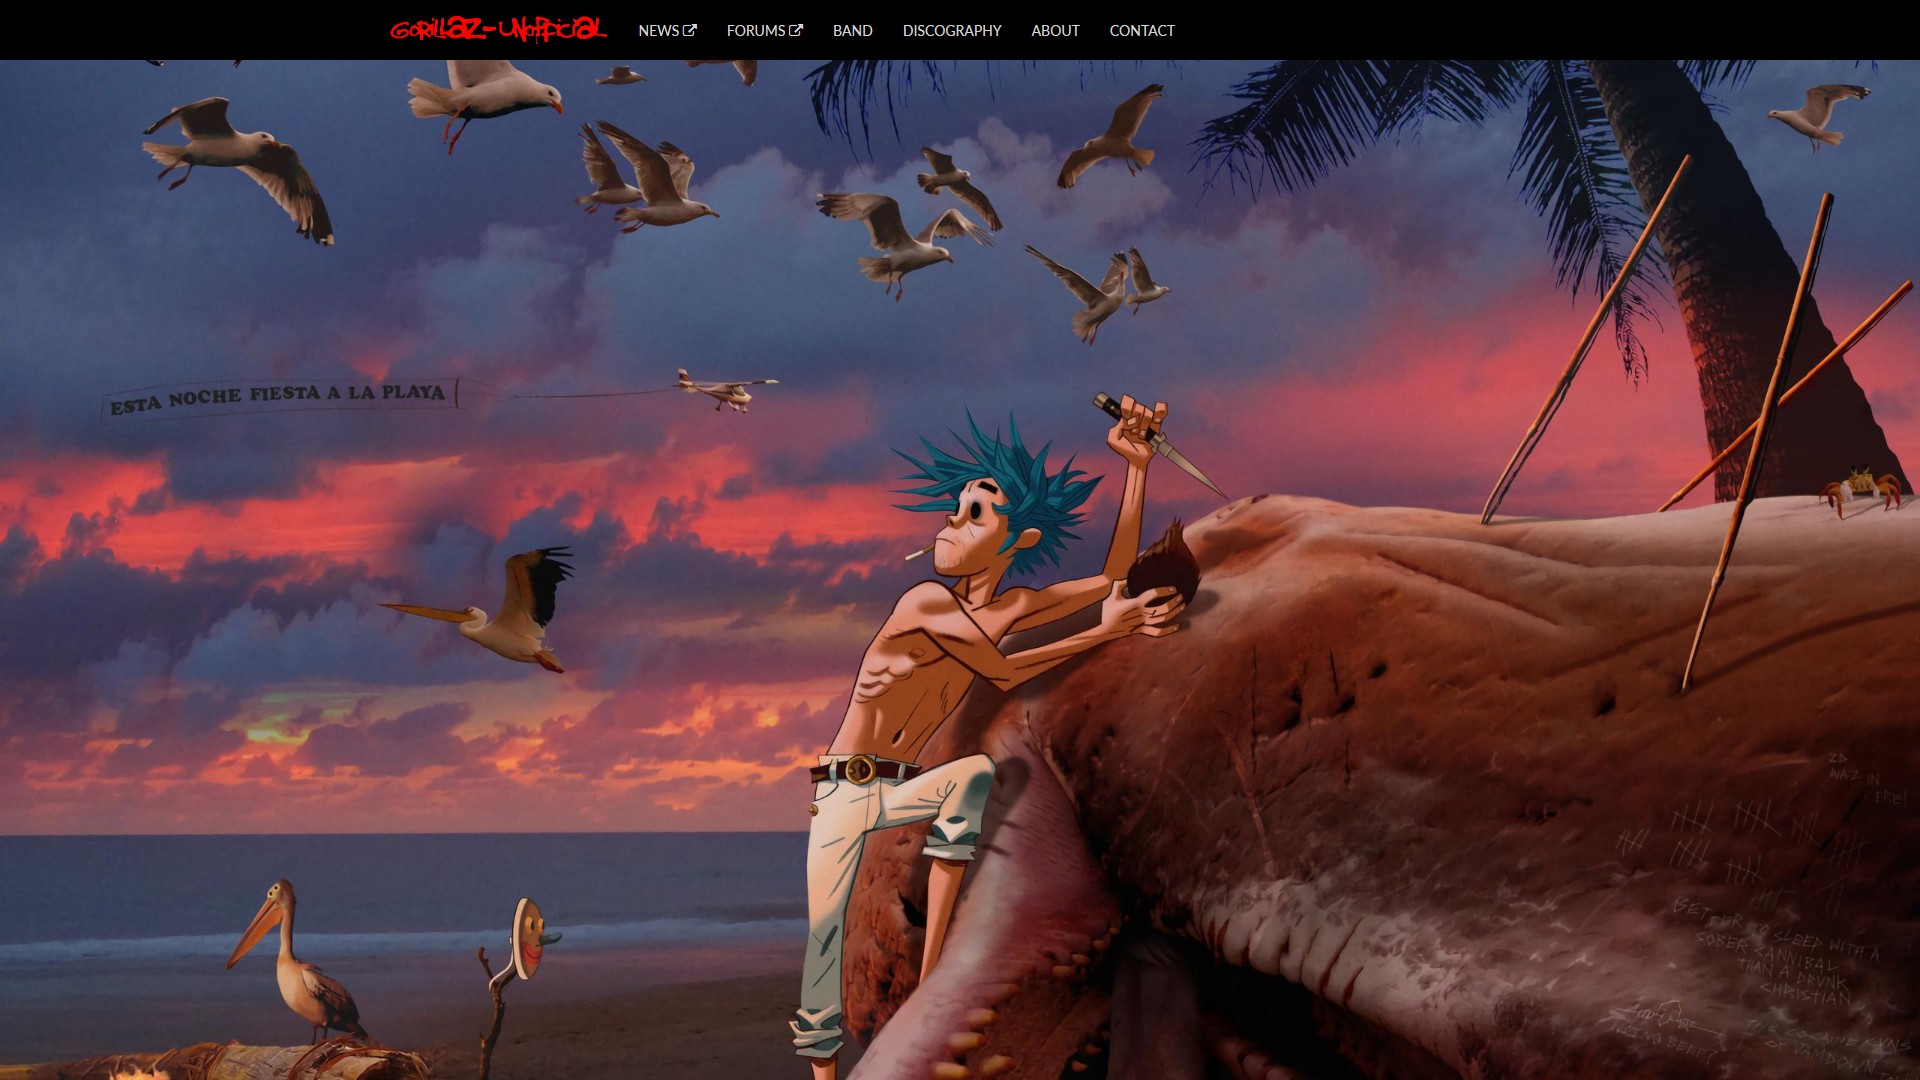 GORILLAZ-UNOFFICIAL
NEWS
FORUMS
BAND
DISCOGRAPHY
ABOUT
CONTACT
ESTA NOCHE FIESTA A LA PLAYA
2D
WAZ IN
ERE!
BETTER TO SLEEP WITH A
SOBER CANNIBAL
THAN A DRUNK
CHRISTIAN